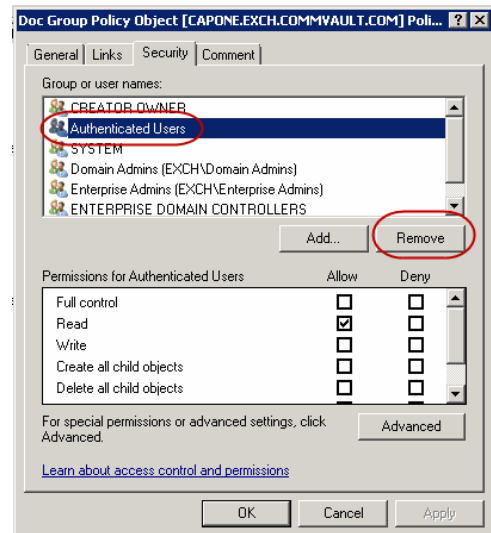 Doc Group Policy Object [CAPONE.EXCH.COMMVAULT.COM] Poli... ? X
General Links Security Comment
Group or user names:
CREATOR OWNER
Authenticated Users
SYSTEM
Domain Admins (EXCH\Domain Admins)
Enterprise Admins (EXCH\Enterprise Admins)
ENTERPRISE DOMAIN CONTROLLERS
Add... Remove
Permissions for Authenticated Users Allow Deny
Full control
Read
Write
Create all child objects
Delete all child objects
For special permissions or advanced settings, click
Advanced.
Advanced
Learn about access control and permissions
OK Cancel Apply